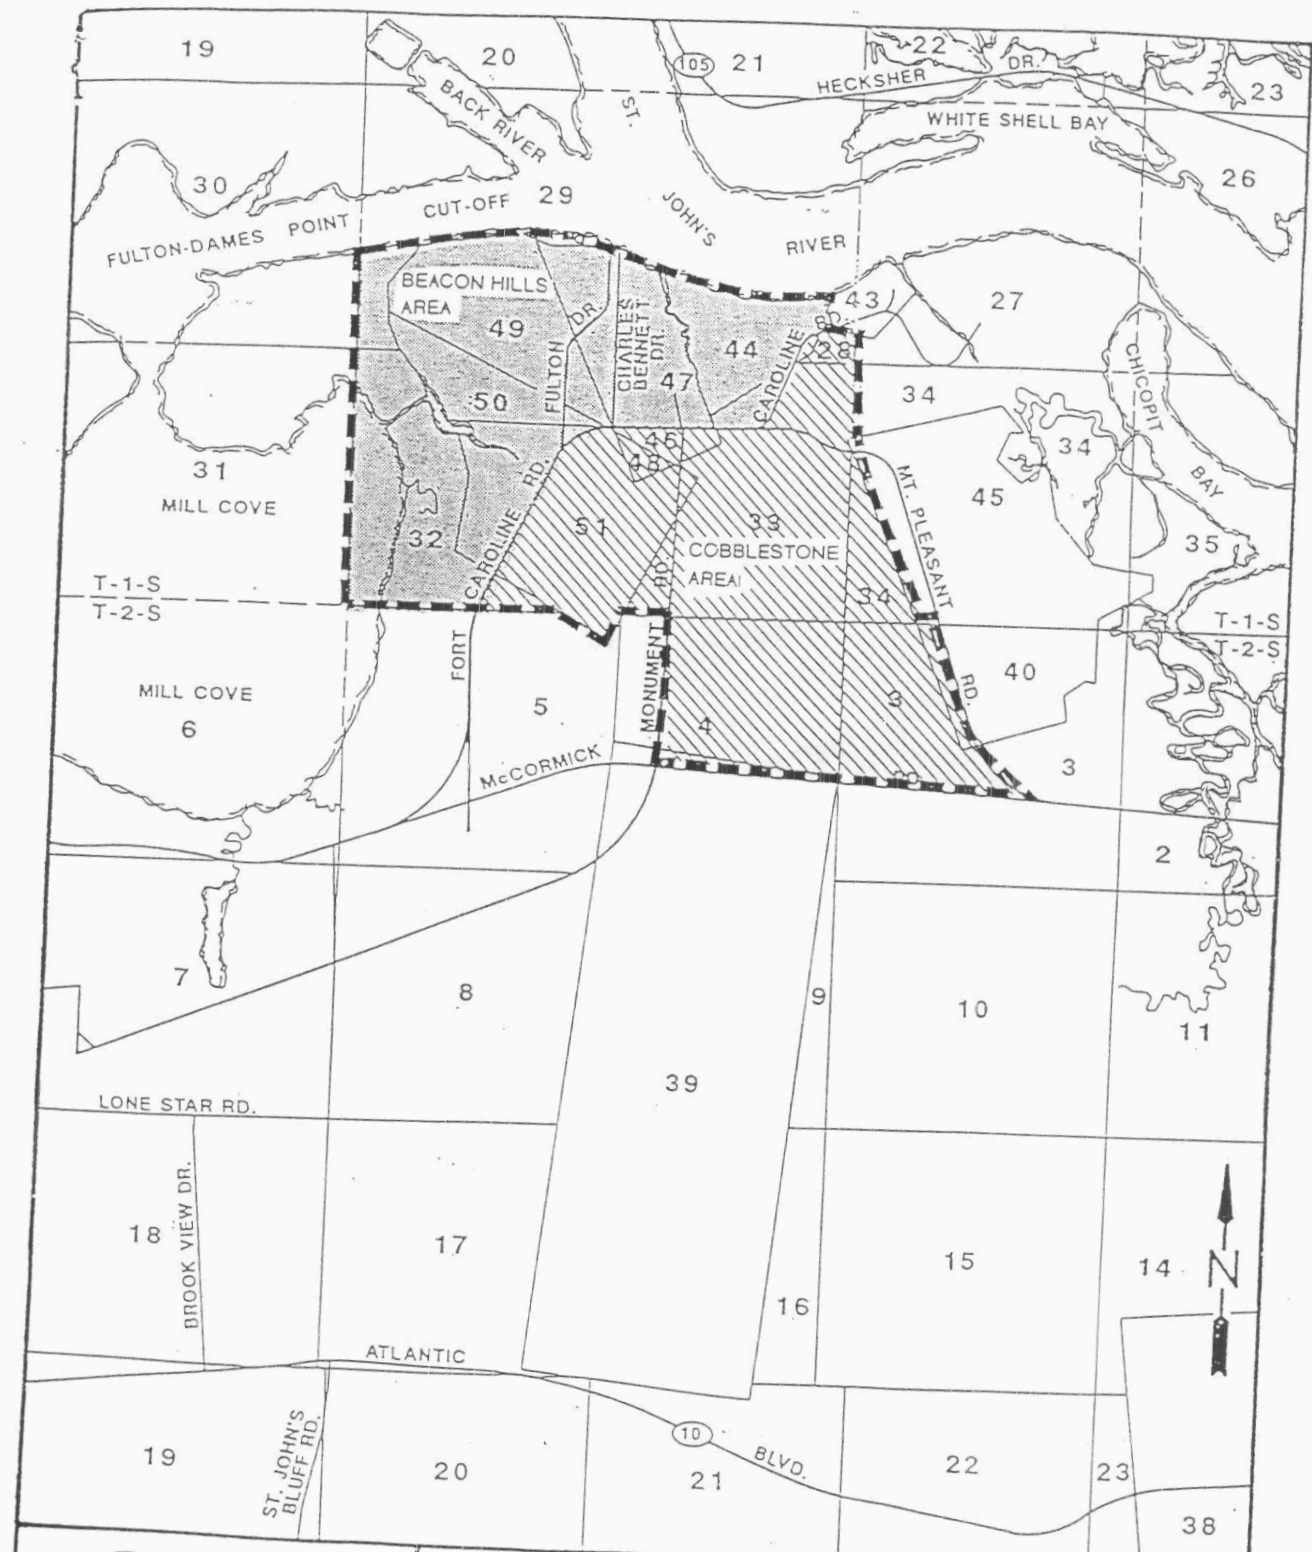 19
20
21
22
105
HECKSHER
DR.
23
BACK RIVER
ST.
WHITE SHELL BAY
30
CUT-OFF
29
26
FULTON-DAMES POINT
JOHN'S
RIVER
BEACON HILLS
AREA
49
FULTON
DR.
CHARLES
BENNETT
DR.
47
44
CAROLINE
RD.
43
28
27
CHICOPIT
BAY
50
34
34
46
48
31
MILL COVE
32
CAROLINE RD.
51
33
COBBLESTONE
AREA
RD.
MT. PLEASANT
45
35
34
T-1-S
T-2-S
T-1-S
T-2-S
MILL COVE
6
FORT
5
MONUMENT
4
3
RD.
40
3
McCORMICK
2
7
8
9
10
11
39
LONE STAR RD.
18
BROOK VIEW DR.
17
16
15
14
N
ATLANTIC
19
ST. JOHN'S
BLUFF RD.
20
10
BLVD.
21
22
23
38